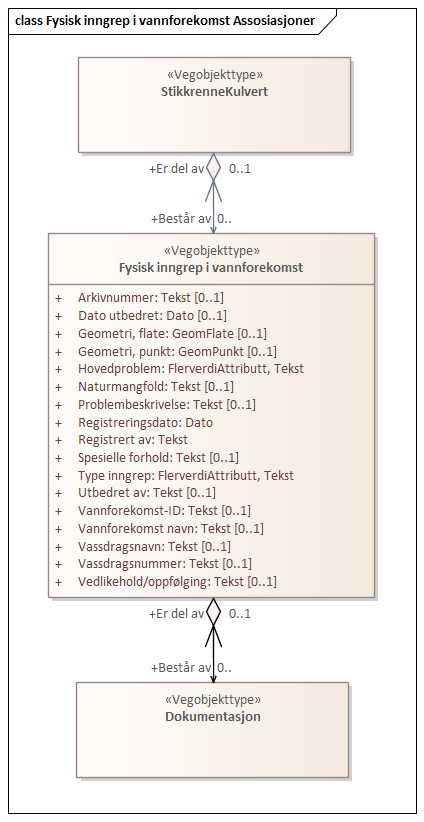 class Fysisk inngrep i vannforekomst Assosiasjoner
«Vegobjekttype»
StikkrenneKulvert
+Er del av 0..1
+Består av 0..
«Vegobjekttype»
Fysisk inngrep i vannforekomst
+ Arkivnummer: Tekst [0..1]
+ Dato utbedret: Dato [0..1]
+ Geometri, flate: GeomFlate [0..1]
+ Geometri, punkt: GeomPunkt [0..1]
+ Hovedproblem: FlerverdiAttributt, Tekst
+ Naturmangfold: Tekst [0..1]
+ Problembeskrivelse: Tekst [0..1]
+ Registreringsdato: Dato
+ Registrert av: Tekst
+ Spesielle forhold: Tekst [0..1]
+ Type inngrep: FlerverdiAttributt, Tekst
+ Utbedret av: Tekst [0..1]
+ Vannforekomst-ID: Tekst [0..1]
+ Vannforekomst navn: Tekst [0..1]
+ Vassdragsnavn: Tekst [0..1]
+ Vassdragsnummer: Tekst [0..1]
+ Vedlikehold/oppfølging: Tekst [0..1]
+Er del av 0..1
+Består av 0..
«Vegobjekttype»
Dokumentasjon